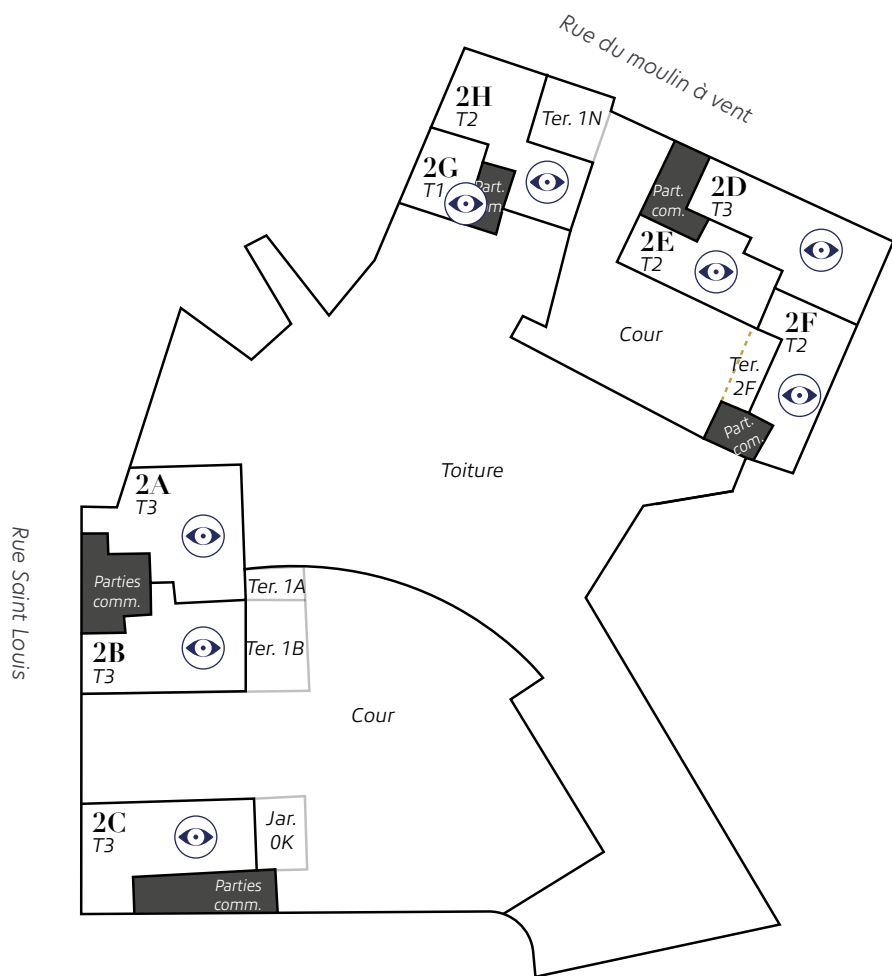 Rue du moulin à vent
2H
T2
Ter. 1N
2G
T1
Part.
m.
Part.
com.
2D
T3
2E
T2
2F
T2
Cour
Ter.
2F
Part.
com.
Toiture
2A
T3
Rue Saint Louis
Parties
comm.
Ter. 1A
2B
T3
Ter. 1B
Cour
2C
T3
Jar.
0K
Parties
comm.